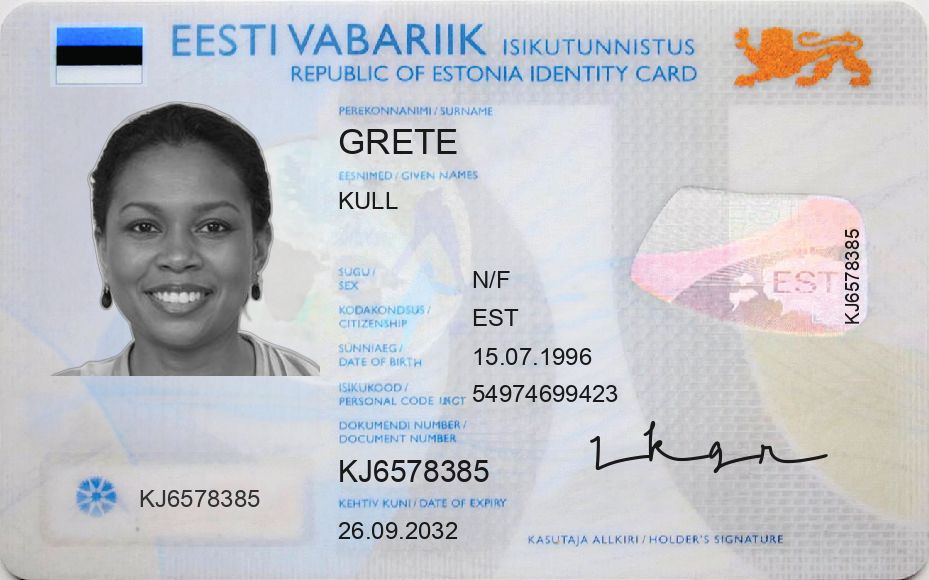 EESTI VABARIIK ISIKUTUNNISTUS
REPUBLIC OF ESTONIA IDENTITY CARD
PEREKONNANIMI / SURNAME
GRETE
EESNIMED / GIVEN NAMES
KULL
SUGU /
SEX
N/F
KODAKONDSUS /
CITIZENSHIP
EST
SÜNNIAEG /
DATE OF BIRTH
15.07.1996
ISIKUKOOD /
PERSONAL CODE
54974699423
DOKUMENDI NUMBER /
DOCUMENT NUMBER
KJ6578385
KEHTIV KUNI / DATE OF EXPIRY
26.09.2032
KJ6578385
EST
KJ6578385
KASUTAJA ALLKIRI / HOLDER'S SIGNATURE